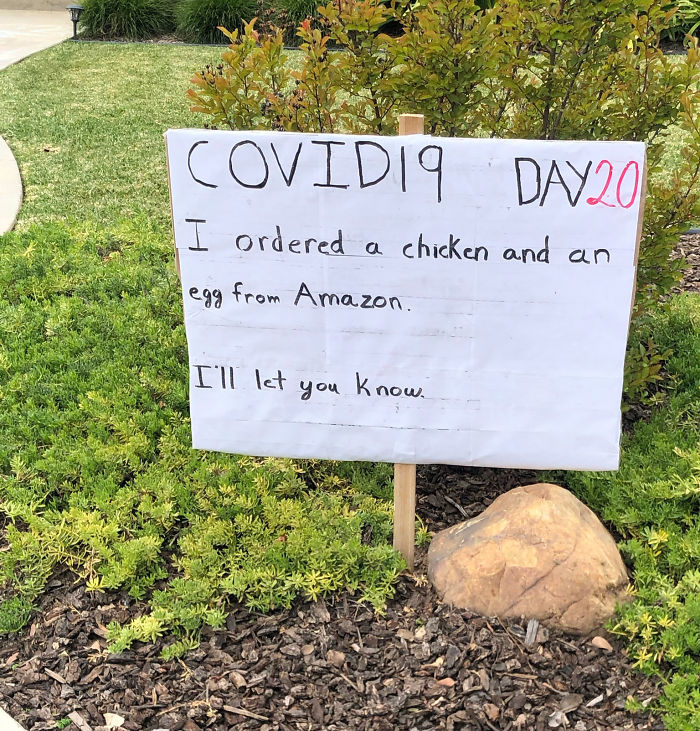 COVID19 DAY20
I ordered a chicken and an
egg from Amazon.
I'll let you know.